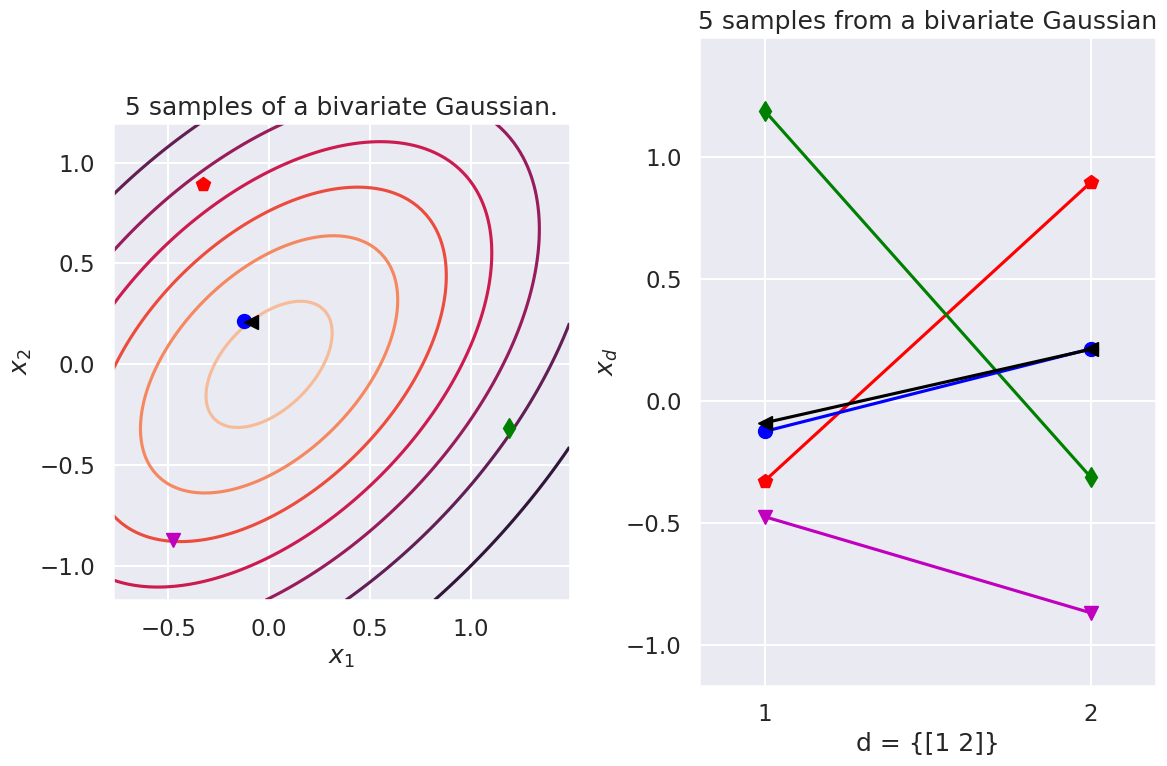 5 samples of a bivariate Gaussian.
1.0
0.5
0.0
−0.5
−1.0
x₂
−0.5 0.0 0.5 1.0
x₁
5 samples from a bivariate Gaussian
1.0
0.5
0.0
−0.5
−1.0
x_d
1 2
d = {[1 2]}